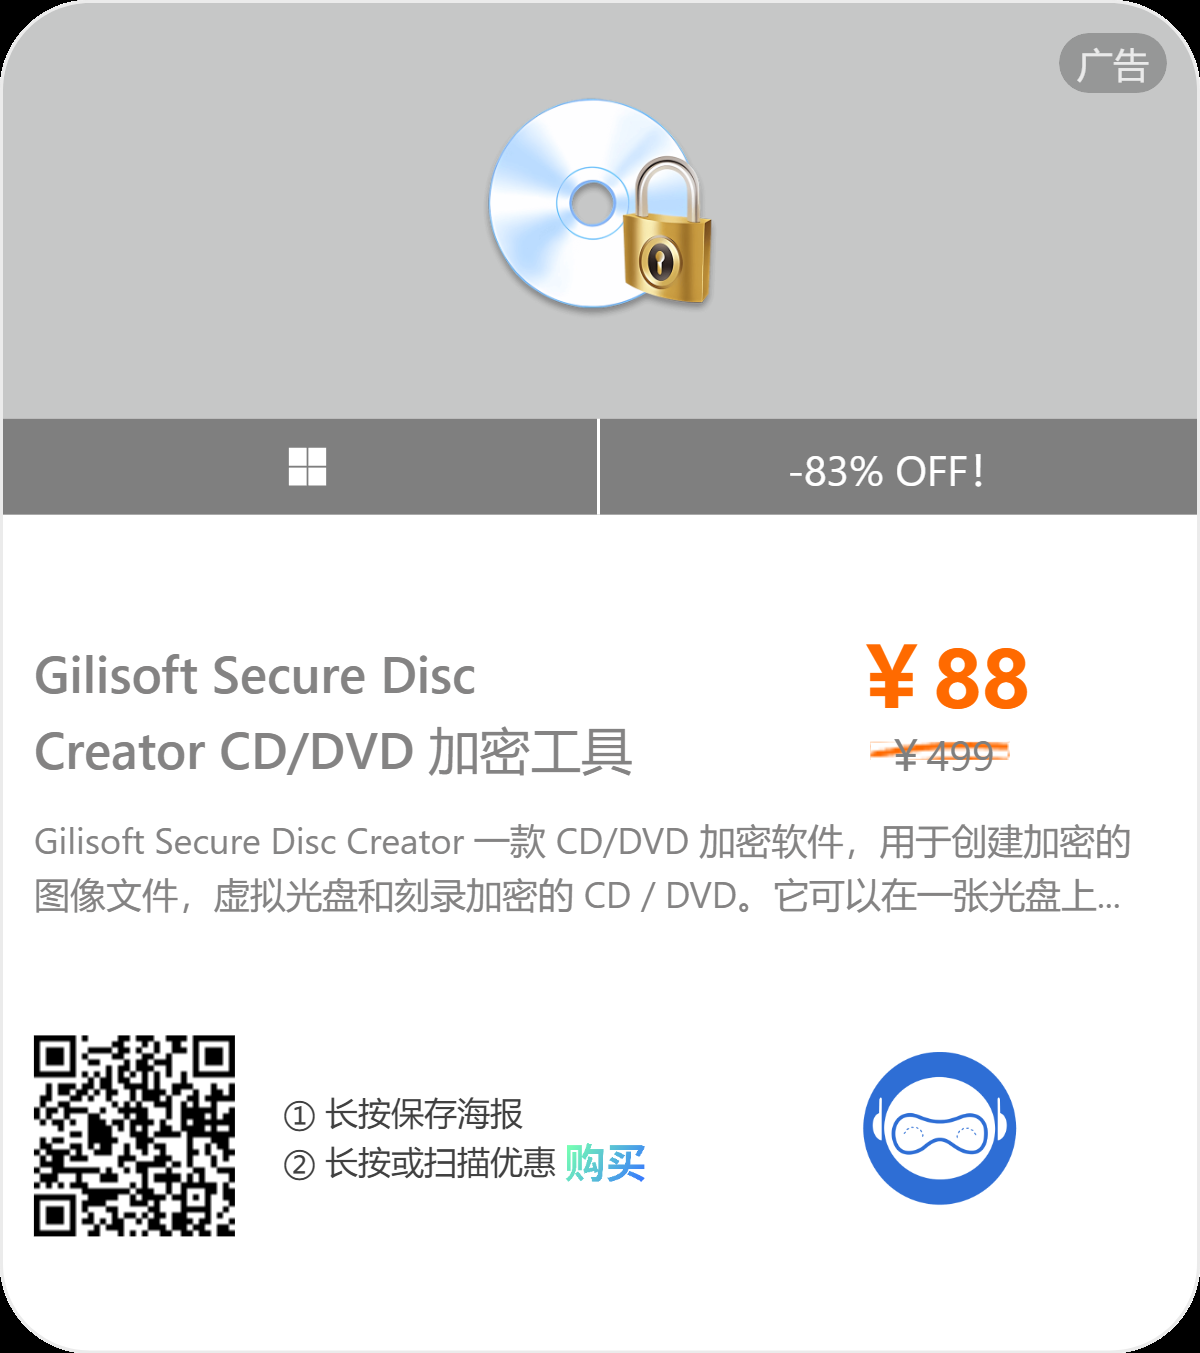 广告
-83% OFF!
Gilisoft Secure Disc
Creator CD/DVD 加密工具
¥ 88
¥ 499
Gilisoft Secure Disc Creator 一款 CD/DVD 加密软件，用于创建加密的
图像文件，虚拟光盘和刻录加密的 CD / DVD。它可以在一张光盘上...
① 长按保存海报
② 长按或扫描优惠 购买